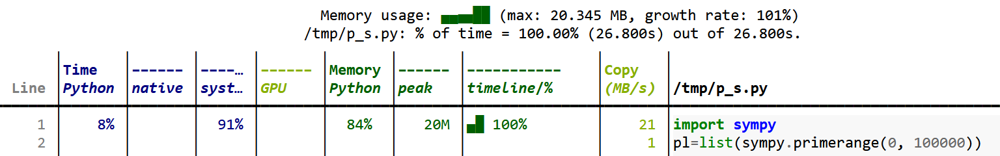 Memory usage: ▄▄▄██ (max: 20.345 MB, growth rate: 101%)
/tmp/p_s.py: % of time = 100.00% (26.800s) out of 26.800s.
Time ------ ----… ------ Memory ------ ----------- Copy
Line Python native syst… GPU Python peak timeline/% (MB/s) /tmp/p_s.py
1 8% 91% 84% 20M ▄█ 100% 21 import sympy
2 1 pl=list(sympy.primerange(0, 100000))